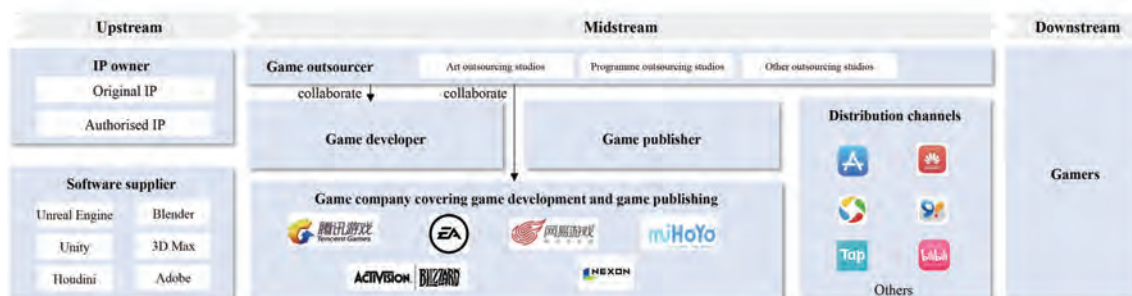 Upstream
Midstream
Downstream
IP owner
Original IP
Authorised IP
Software supplier
Unreal Engine
Blender
Unity
3D Max
Houdini
Adobe
Game outsourcer
Art outsourcing studios
Programme outsourcing studios
Other outsourcing studios
collaborate
collaborate
Game developer
Game publisher
Game company covering game development and game publishing
腾讯游戏
Tencent Games
EA
网易游戏
miHoYo
ACTIVISION
BLIZZARD
NEXON
Distribution channels
Tap
bilibili
Others
Gamers